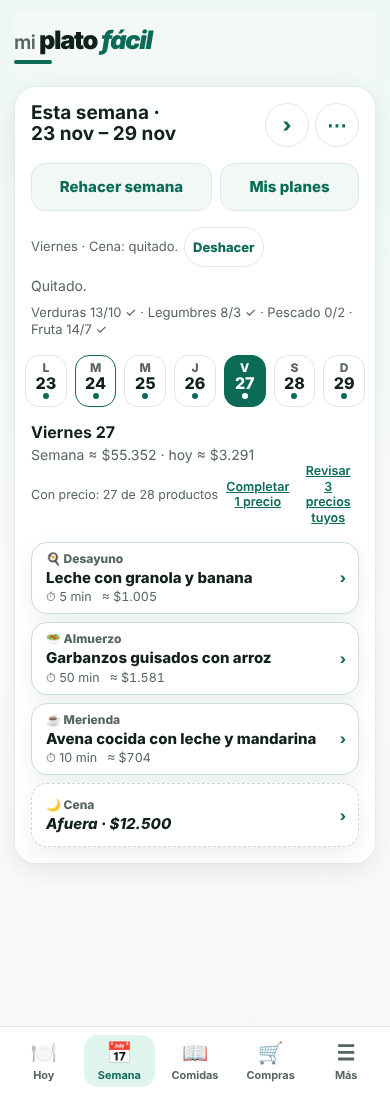 mi plato fácil
Esta semana ·
23 nov – 29 nov
›
⋯
Rehacer semana
Mis planes
Viernes · Cena: quitado.
Deshacer
Quitado.
Verduras 13/10 ✓ · Legumbres 8/3 ✓ · Pescado 0/2 ·
Fruta 14/7 ✓
L M M J V S D
23 24 25 26 27 28 29
Viernes 27
Semana ≈ $55.352 · hoy ≈ $3.291
Con precio: 27 de 28 productos
Completar
1 precio
Revisar
3
precios
tuyos
🍳 Desayuno
Leche con granola y banana ›
⏱ 5 min ≈ $1.005
🥗 Almuerzo
Garbanzos guisados con arroz ›
⏱ 50 min ≈ $1.581
☕ Merienda
Avena cocida con leche y mandarina ›
⏱ 10 min ≈ $704
🌙 Cena
Afuera · $12.500 ›
July
17
Hoy Semana Comidas Compras Más